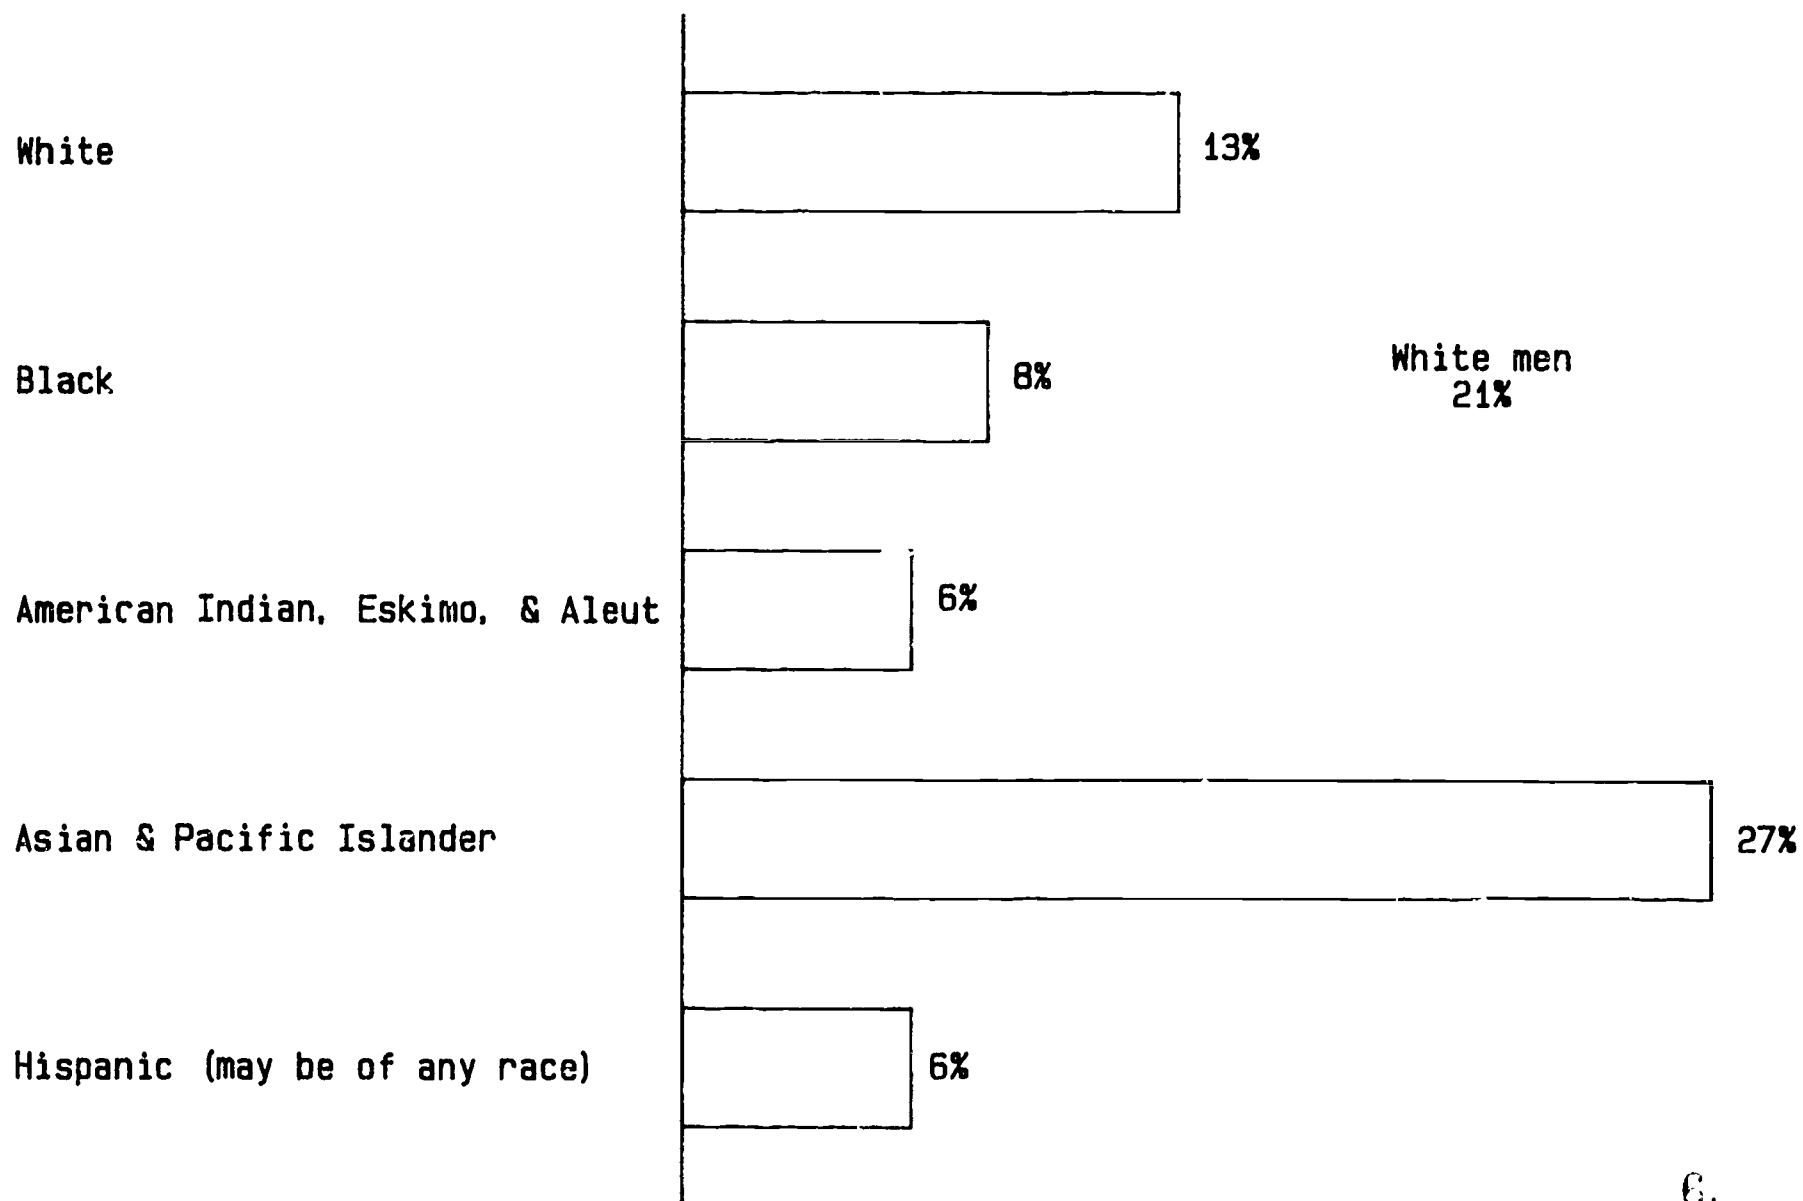 White
13%
Black
8%
White men
21%
American Indian, Eskimo, & Aleut
6%
Asian & Pacific Islander
27%
Hispanic (may be of any race)
6%